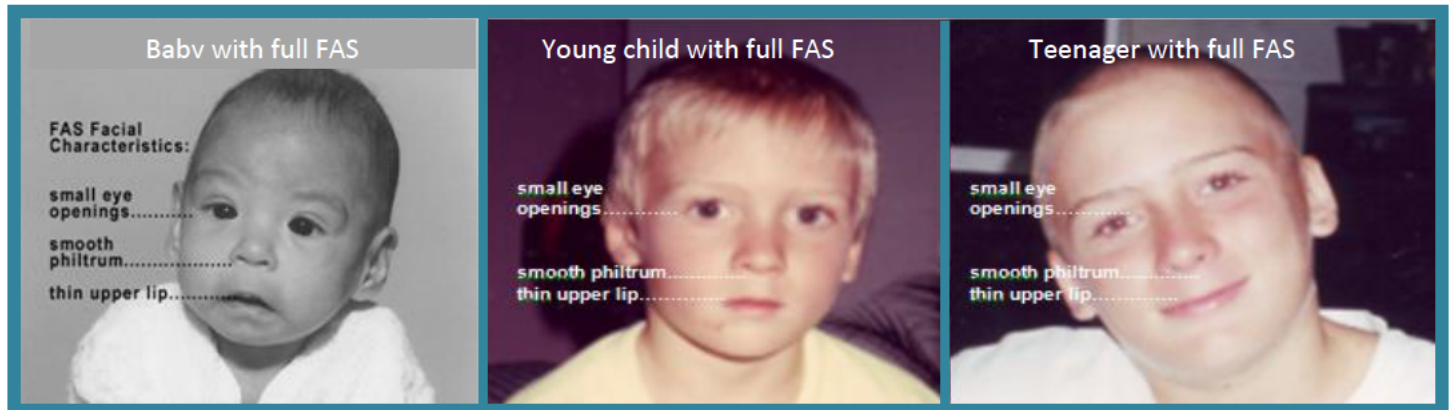 Baby with full FAS
FAS Facial
Characteristics:
small eye
openings..........
smooth
philtrum..................
thin upper lip............
Young child with full FAS
small eye
openings.............
smooth philtrum..............
thin upper lip...............
Teenager with full FAS
small eye
openings.............
smooth philtrum..............
thin upper lip...............